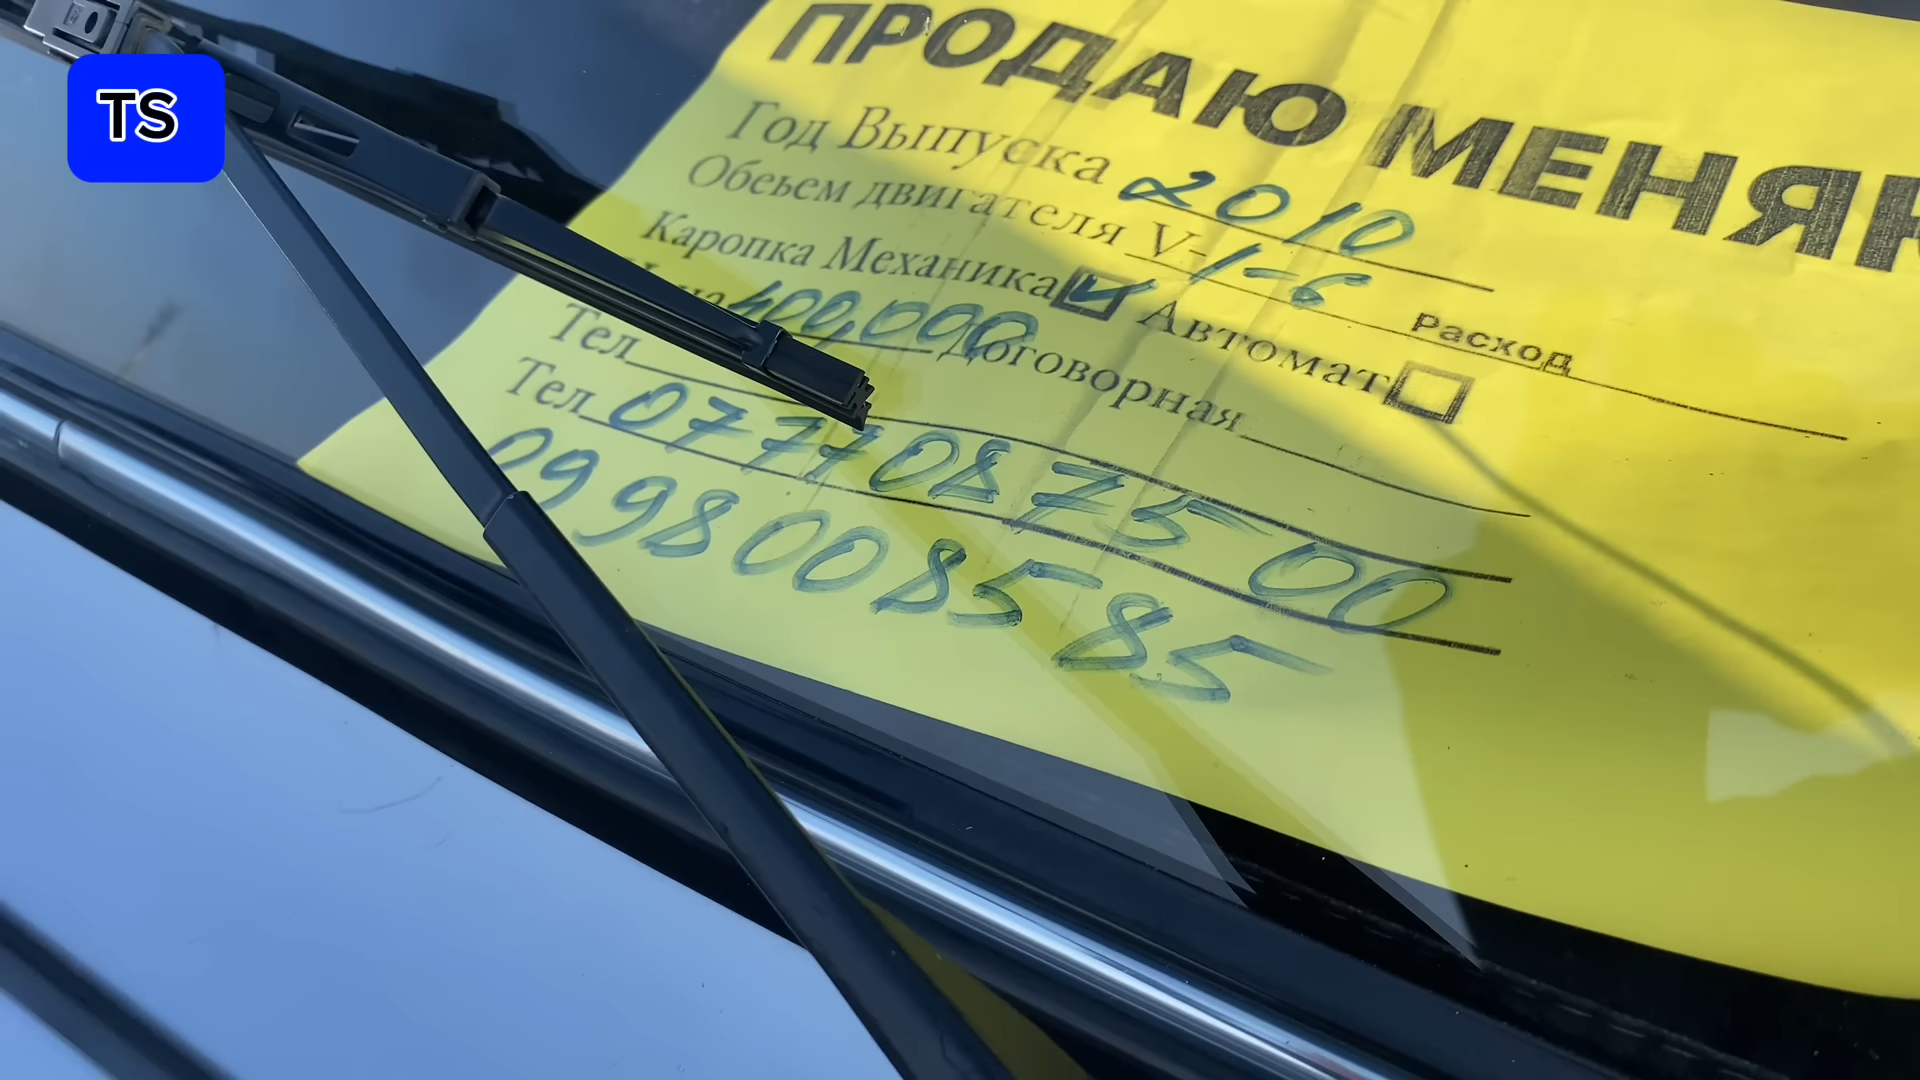 TS
ПРОДАЮ МЕНЯЮ
Год Выпуска 2010
Обеьем двигателя V-1-6 Расход
Каропка Механика ✓ Автомат
400,000 Договорная
Тел
Тел 0777087500
0998008585